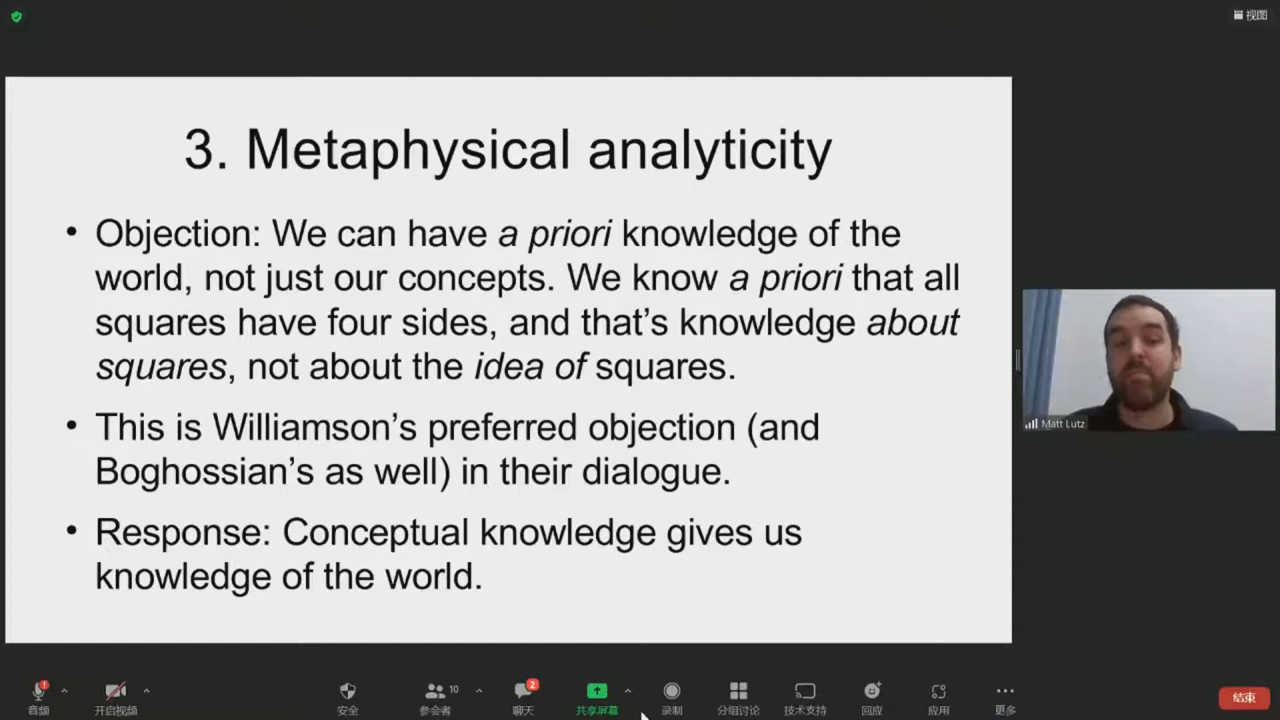 视图
3. Metaphysical analyticity
• Objection: We can have a priori knowledge of the
world, not just our concepts. We know a priori that all
squares have four sides, and that’s knowledge about
squares, not about the idea of squares.
• This is Williamson’s preferred objection (and
Boghossian’s as well) in their dialogue.
• Response: Conceptual knowledge gives us
knowledge of the world.
Matt Lutz
10
2
音频
开启视频
安全
参会者
聊天
共享屏幕
录制
分组讨论
技术支持
回应
应用
更多
结束